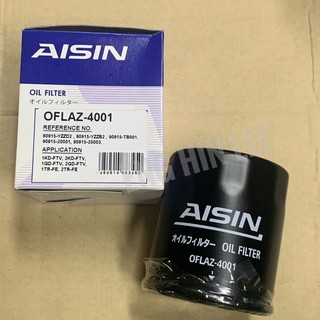 AISIN
OIL FILTER
オイルフィルター
OFLAZ-4001
REFERENCE NO.
90915-YZZD2 , 90915-YZZB2 , 90915-TB001.
90915-20001, 90915-20003.
APPLICATION
1KD-FTV, 2KD-FTV,
1GD-FTV, 2GD-FTV,
1TR-FE, 2TR-FE
AISIN
オイルフィルター OIL FILTER
OFLAZ-4001